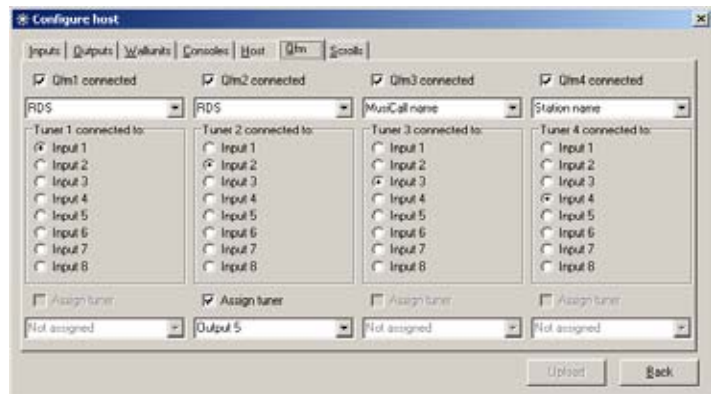 Configure host
Inputs Outputs Wallunits Consoles Host Qfm Scrolls
Qfm1 connected Qfm2 connected Qfm3 connected Qfm4 connected
RDS RDS MusiCall name Station name
Tuner 1 connected to: Tuner 2 connected to: Tuner 3 connected to: Tuner 4 connected to:
Input 1 Input 1 Input 1 Input 1
Input 2 Input 2 Input 2 Input 2
Input 3 Input 3 Input 3 Input 3
Input 4 Input 4 Input 4 Input 4
Input 5 Input 5 Input 5 Input 5
Input 6 Input 6 Input 6 Input 6
Input 7 Input 7 Input 7 Input 7
Input 8 Input 8 Input 8 Input 8
Assign tuner Assign tuner Assign tuner Assign tuner
Not assigned Output 5 Not assigned Not assigned
Upload Back